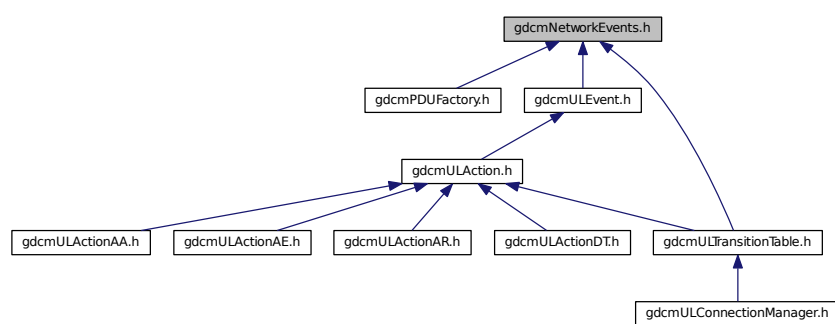 gdcmNetworkEvents.h
gdcmPDUFactory.h
gdcmULEvent.h
gdcmULAction.h
gdcmULActionAA.h
gdcmULActionAE.h
gdcmULActionAR.h
gdcmULActionDT.h
gdcmULTransitionTable.h
gdcmULConnectionManager.h